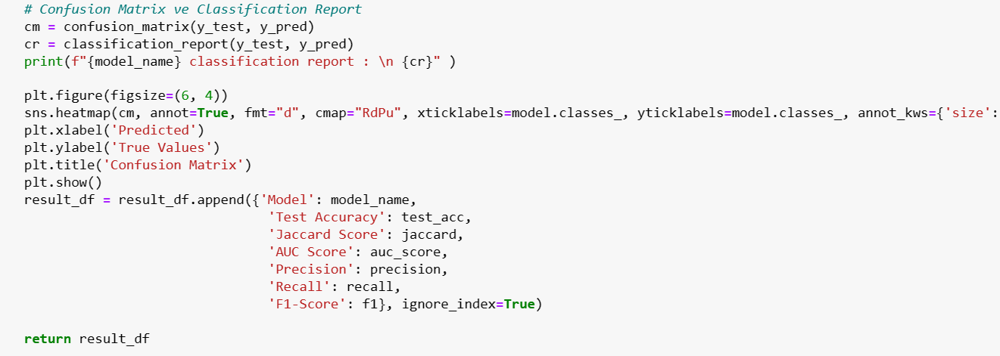 # Confusion Matrix ve Classification Report
cm = confusion_matrix(y_test, y_pred)
cr = classification_report(y_test, y_pred)
print(f"{model_name} classification report : \n {cr}" )
plt.figure(figsize=(6, 4))
sns.heatmap(cm, annot=True, fmt="d", cmap="RdPu", xticklabels=model.classes_, yticklabels=model.classes_, annot_kws={'size':
plt.xlabel('Predicted')
plt.ylabel('True Values')
plt.title('Confusion Matrix')
plt.show()
result_df = result_df.append({'Model': model_name,
'Test Accuracy': test_acc,
'Jaccard Score': jaccard,
'AUC Score': auc_score,
'Precision': precision,
'Recall': recall,
'F1-Score': f1}, ignore_index=True)
return result_df